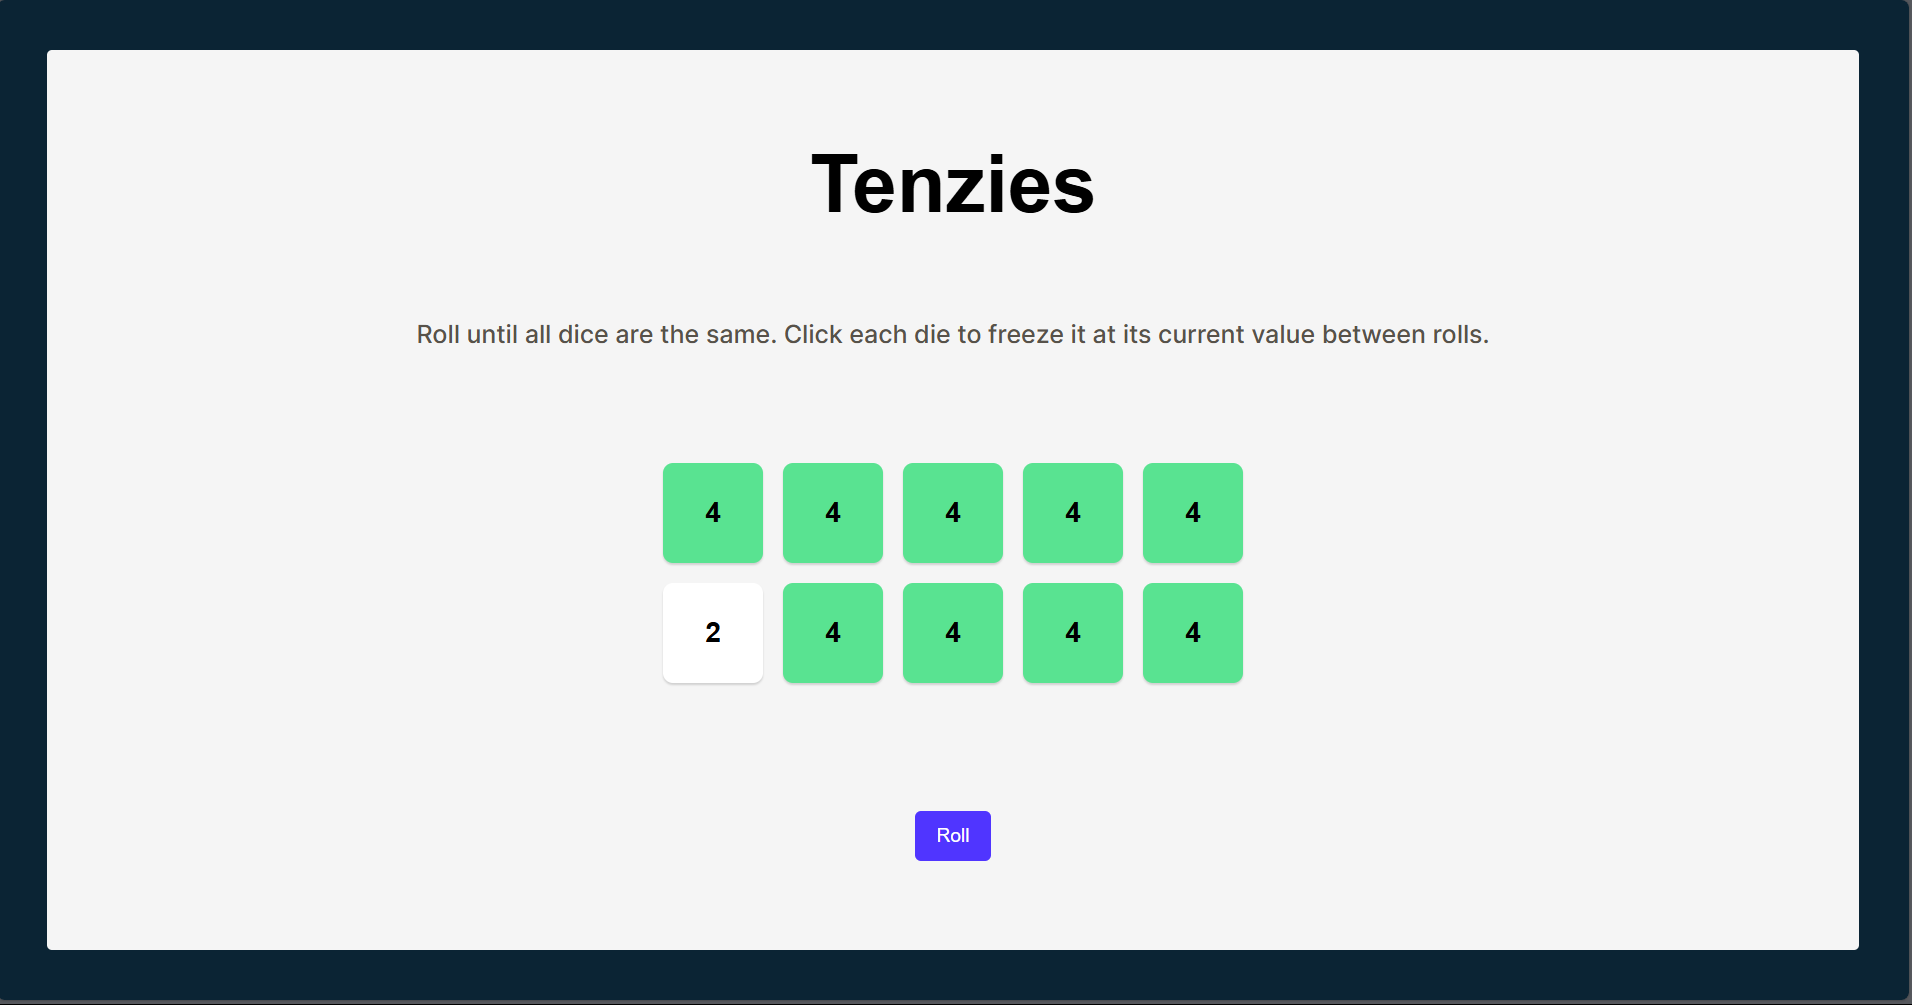 Tenzies
Roll until all dice are the same. Click each die to freeze it at its current value between rolls.
4 4 4 4 4
2 4 4 4 4
Roll